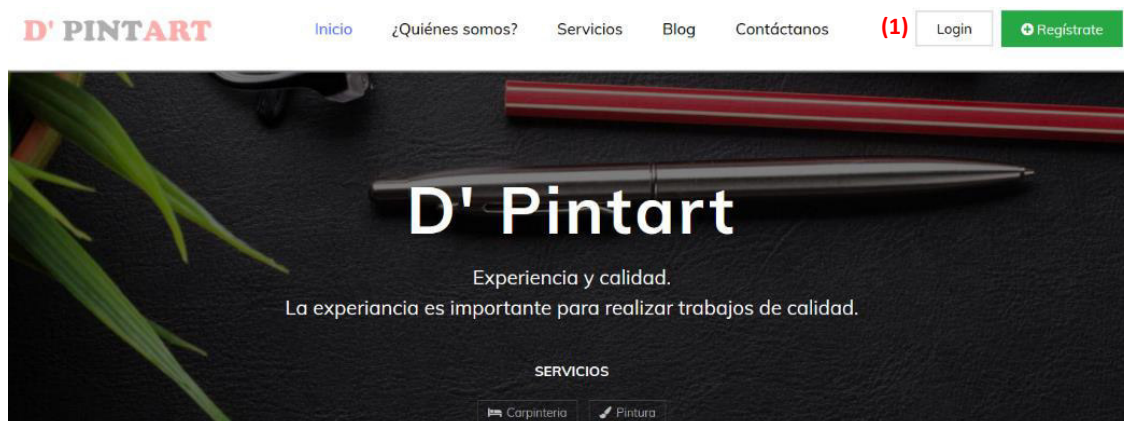 D' PINTART Inicio ¿Quiénes somos? Servicios Blog Contáctanos (1) Login Regístrate
D' Pintart
Experiencia y calidad.
La experiancia es importante para realizar trabajos de calidad.
SERVICIOS
Carpinteria Pintura